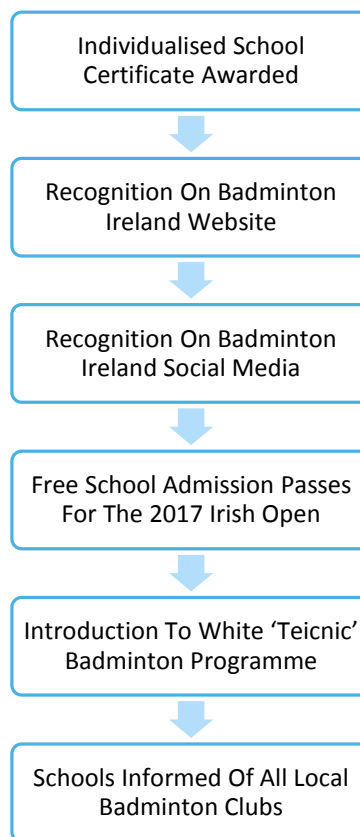 Individualised School
Certificate Awarded
Recognition On Badminton
Ireland Website
Recognition On Badminton
Ireland Social Media
Free School Admission Passes
For The 2017 Irish Open
Introduction To White ‘Teicnic’
Badminton Programme
Schools Informed Of All Local
Badminton Clubs